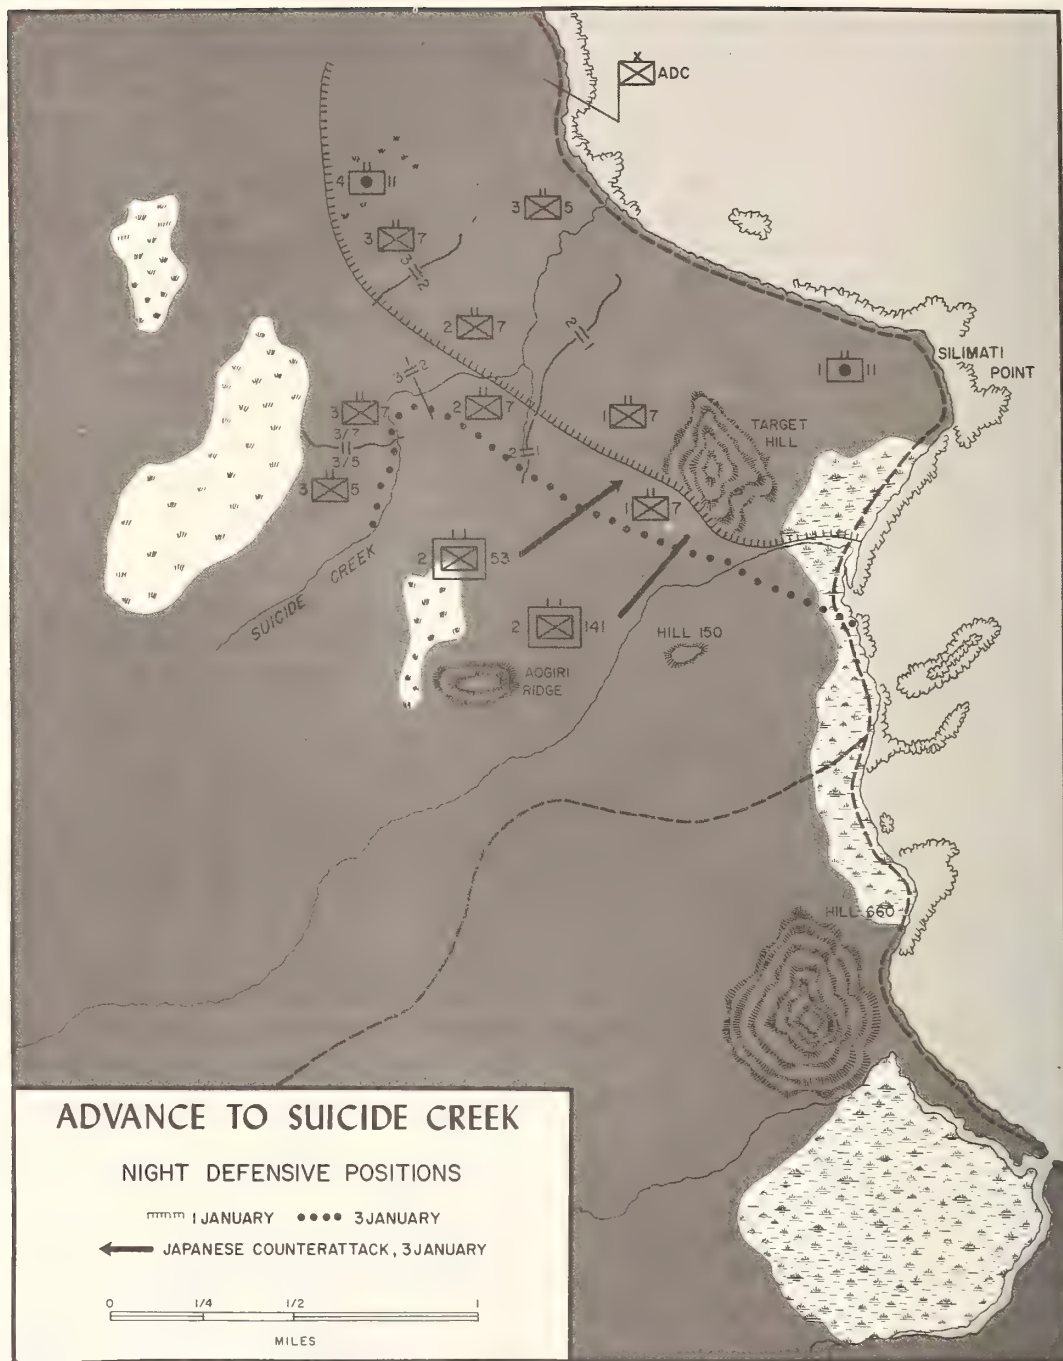 ADC
4 11
3 5
3 7
3 2
2 7
2 1
SILIMATI
POINT
1 11
3 2
3 7
2 7
1 7
TARGET
HILL
3/7
3/5
2 1
3 5
1 7
2 53
SUICIDE CREEK
2 141
HILL 150
AOGIRI
RIDGE
HILL 660
ADVANCE TO SUICIDE CREEK
NIGHT DEFENSIVE POSITIONS
1 JANUARY 3 JANUARY
JAPANESE COUNTERATTACK, 3 JANUARY
0 1/4 1/2 1
MILES